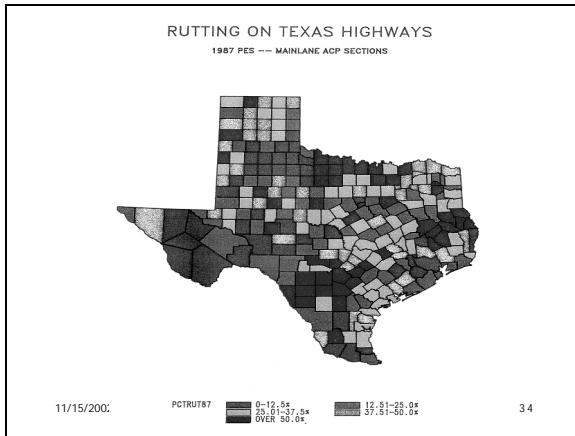 RUTTING ON TEXAS HIGHWAYS
1987 PES –– MAINLANE ACP SECTIONS
PCTRUT87
0–12.5%
12.51–25.0%
25.01–37.5%
37.51–50.0%
OVER 50.0%
11/15/2002
34